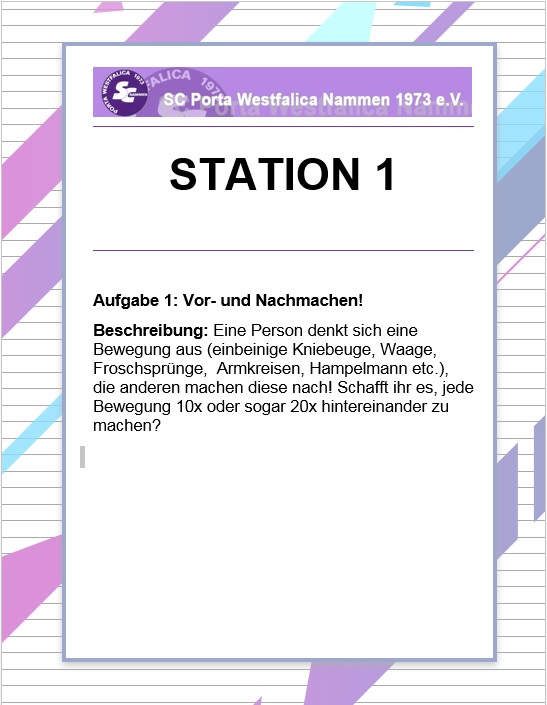 PORTA WESTFALICA 1973
SC
NAMMEN
SC Porta Westfalica Nammen 1973 e.V.
STATION 1
Aufgabe 1: Vor- und Nachmachen!
Beschreibung: Eine Person denkt sich eine
Bewegung aus (einbeinige Kniebeuge, Waage,
Froschsprünge,  Armkreisen, Hampelmann etc.),
die anderen machen diese nach! Schafft ihr es, jede
Bewegung 10x oder sogar 20x hintereinander zu
machen?